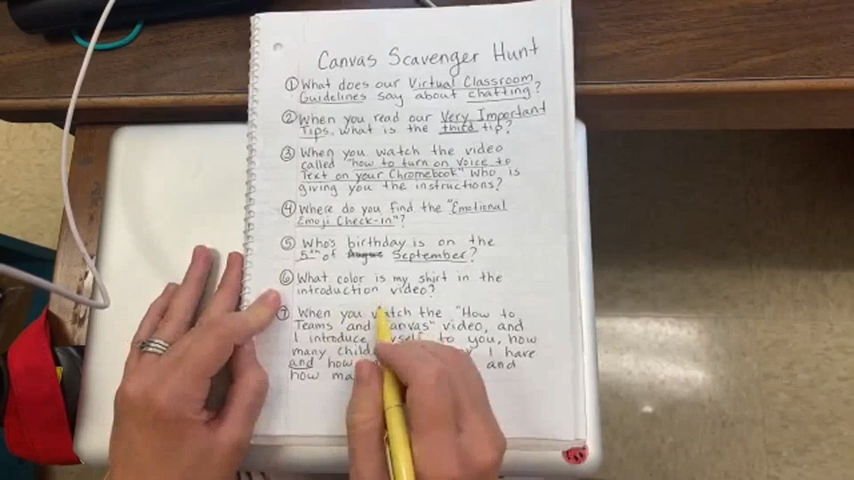 Canvas Scavenger Hunt
① What does our Virtual Classroom
Guidelines say about chatting?
② When you read our Very Important
Tips, what is the third tip?
③ When you watch the video
called "how to turn on Voice to
Text on your Chromebook" who is
giving you the instructions?
④ Where do you find the "Emotional
Emoji Check-in"?
⑤ Who's birthday is on the
5th of September?
⑥ What color is my shirt in the
introduction video?
⑦ When you watch the "How to
Teams and Canvas" video, and
I introduce myself to you, how
many I have
and how and
how